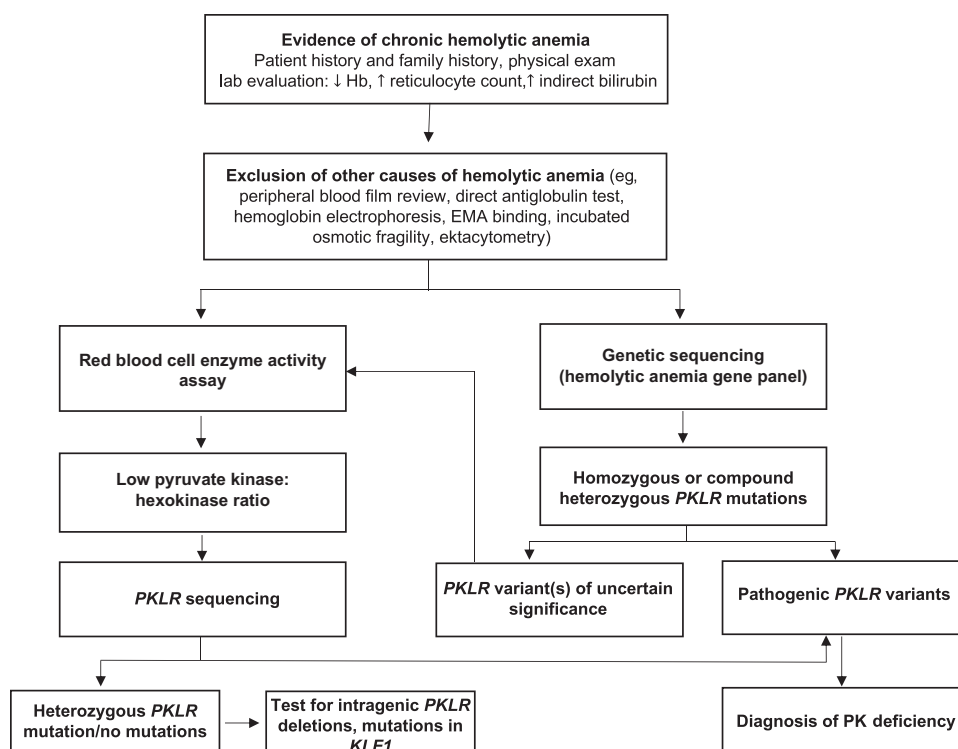 Evidence of chronic hemolytic anemia
Patient history and family history, physical exam
lab evaluation: ↓ Hb, ↑ reticulocyte count,↑ indirect bilirubin
Exclusion of other causes of hemolytic anemia (eg,
peripheral blood film review, direct antiglobulin test,
hemoglobin electrophoresis, EMA binding, incubated
osmotic fragility, ektacytometry)
Red blood cell enzyme activity
assay
Genetic sequencing
(hemolytic anemia gene panel)
Low pyruvate kinase:
hexokinase ratio
Homozygous or compound
heterozygous PKLR mutations
PKLR sequencing
PKLR variant(s) of uncertain
significance
Pathogenic PKLR variants
Heterozygous PKLR
mutation/no mutations
Test for intragenic PKLR
deletions, mutations in
KLF1
Diagnosis of PK deficiency